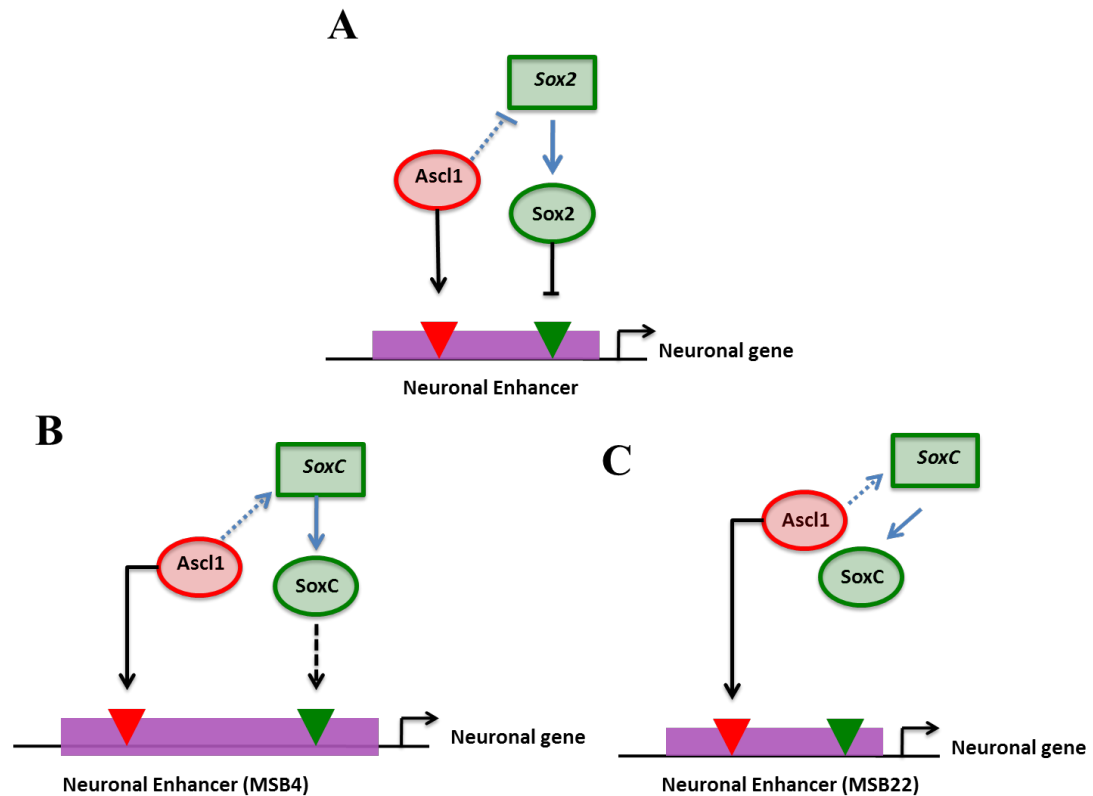 A
Sox2
Ascl1
Sox2
Neuronal gene
Neuronal Enhancer
B
SoxC
Ascl1
SoxC
Neuronal gene
Neuronal Enhancer (MSB4)
C
SoxC
Ascl1
SoxC
Neuronal gene
Neuronal Enhancer (MSB22)